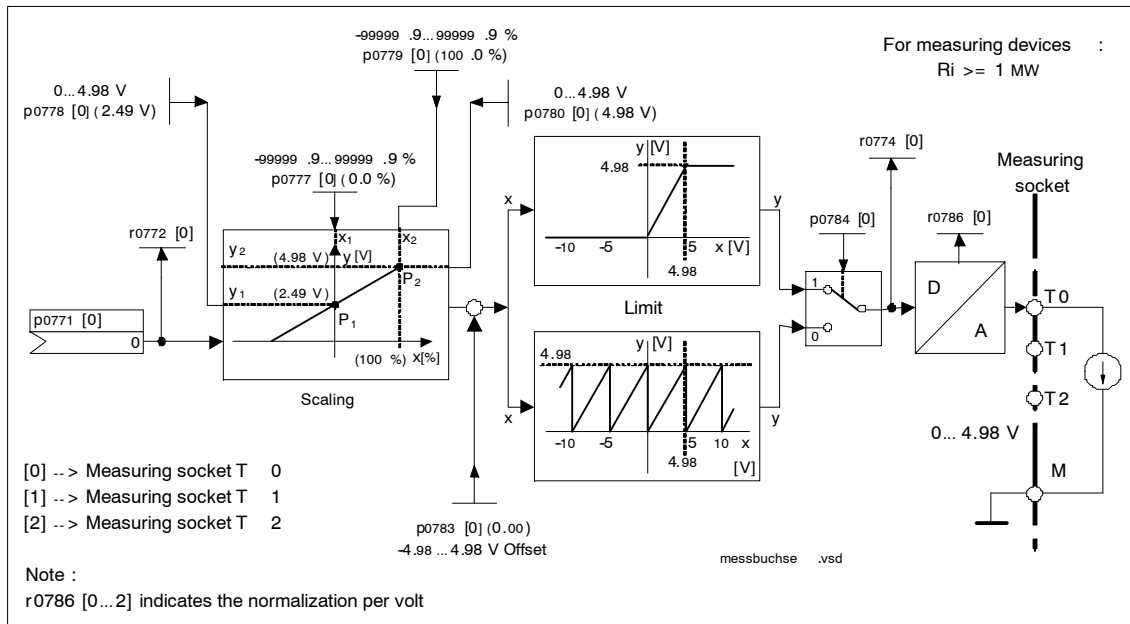 -99999 .9...99999 .9 %
p0779 [0] (100 .0 %)
For measuring devices :
Ri >= 1 MW
0...4.98 V
p0778 [0] (2.49 V)
0...4.98 V
p0780 [0] (4.98 V)
-99999 .9...99999 .9 %
p0777 [0] (0.0 %)
r0772 [0]
y [V]
4.98
-10 -5 5 x [V]
4.98
r0774 [0]
Measuring
socket
x
y
p0784 [0]
r0786 [0]
x1 x2
y2 (4.98 V) y [V]
P2
y1 (2.49 V)
P1
(100 %) x[%]
Scaling
p0771 [0]
0
Limit
1
0
D
A
T0
T1
T2
y [V]
4.98
-10 -5 5 10 x
4.98 [V]
x
y
0... 4.98 V
M
[0] --> Measuring socket T 0
[1] --> Measuring socket T 1
[2] --> Measuring socket T 2
p0783 [0] (0.00)
-4.98 ... 4.98 V Offset
messbuchse .vsd
Note :
r0786 [0...2] indicates the normalization per volt